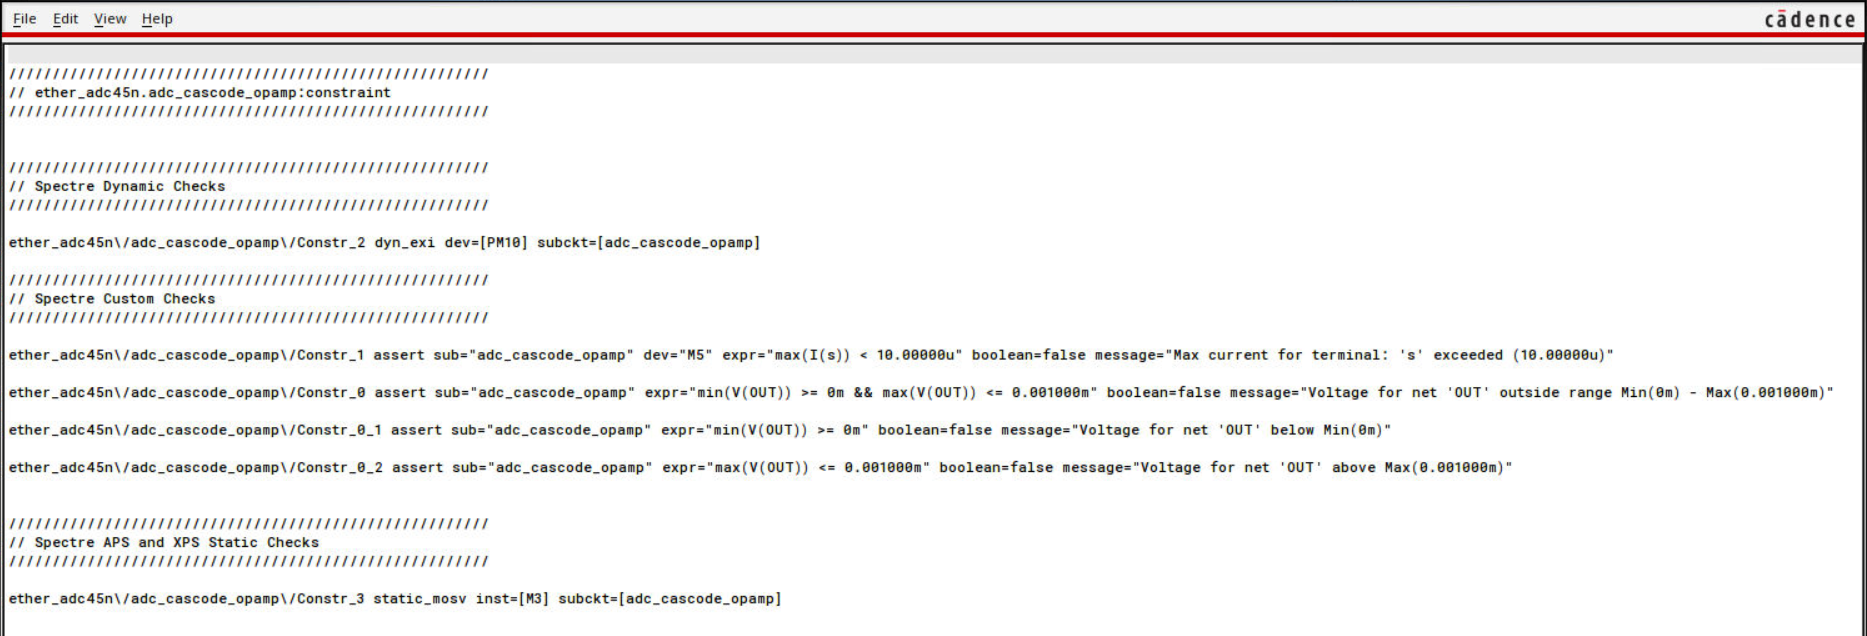 File Edit View Help cādence
///////////////////////////////////////////////////////
// ether_adc45n.adc_cascode_opamp:constraint
///////////////////////////////////////////////////////
///////////////////////////////////////////////////////
// Spectre Dynamic Checks
///////////////////////////////////////////////////////
ether_adc45n\/adc_cascode_opamp\/Constr_2 dyn_exi dev=[PM10] subckt=[adc_cascode_opamp]
///////////////////////////////////////////////////////
// Spectre Custom Checks
///////////////////////////////////////////////////////
ether_adc45n\/adc_cascode_opamp\/Constr_1 assert sub="adc_cascode_opamp" dev="M5" expr="max(I(s)) < 10.00000u" boolean=false message="Max current for terminal: 's' exceeded (10.00000u)"
ether_adc45n\/adc_cascode_opamp\/Constr_0 assert sub="adc_cascode_opamp" expr="min(V(OUT)) >= 0m && max(V(OUT)) <= 0.001000m" boolean=false message="Voltage for net 'OUT' outside range Min(0m) - Max(0.001000m)"
ether_adc45n\/adc_cascode_opamp\/Constr_0_1 assert sub="adc_cascode_opamp" expr="min(V(OUT)) >= 0m" boolean=false message="Voltage for net 'OUT' below Min(0m)"
ether_adc45n\/adc_cascode_opamp\/Constr_0_2 assert sub="adc_cascode_opamp" expr="max(V(OUT)) <= 0.001000m" boolean=false message="Voltage for net 'OUT' above Max(0.001000m)"
///////////////////////////////////////////////////////
// Spectre APS and XPS Static Checks
///////////////////////////////////////////////////////
ether_adc45n\/adc_cascode_opamp\/Constr_3 static_mosv inst=[M3] subckt=[adc_cascode_opamp]